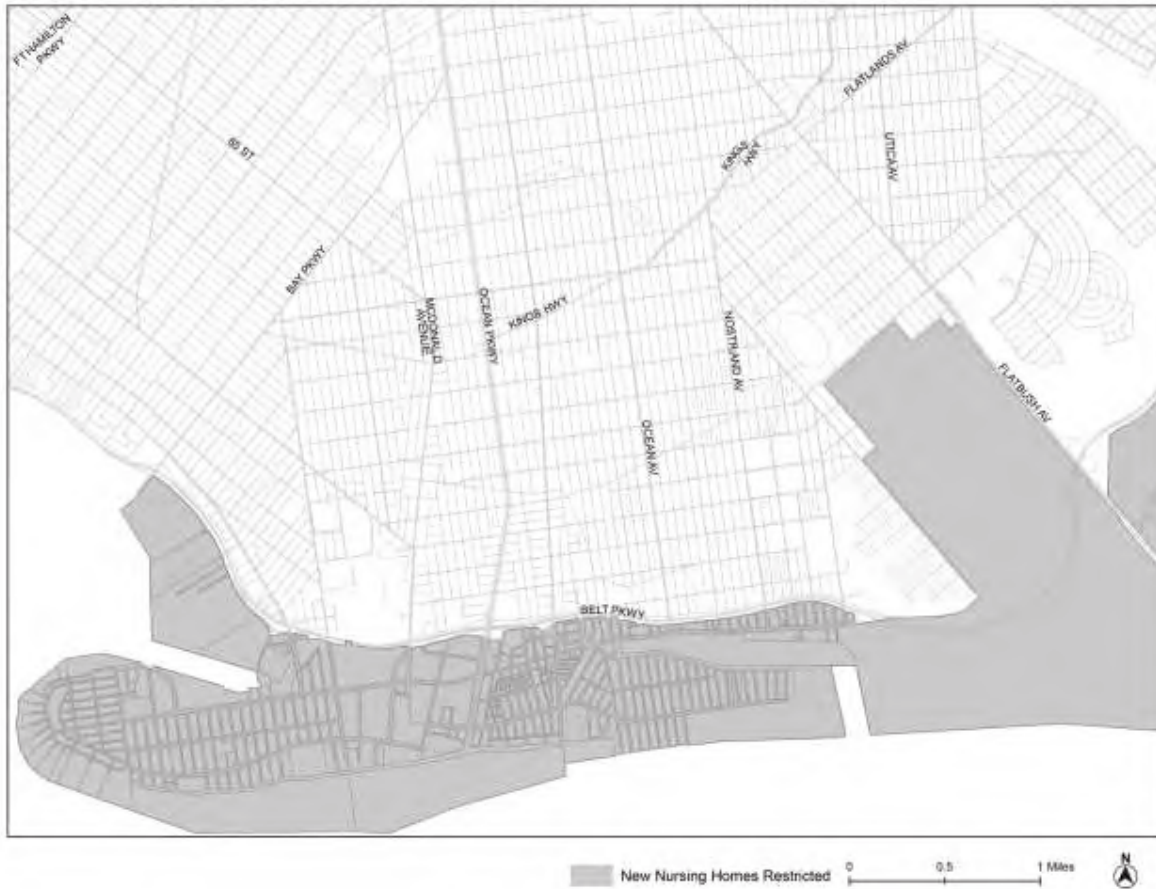 FT HAMILTON
PKWY
65 ST
BAY PKWY
MCDONALD
AVENUE
OCEAN PKWY
KINGS HWY
KINGS
HWY
FLATLANDS AV
UTICA AV
NOSTRAND AV
OCEAN AV
FLATBUSH AV
BELT PKWY
New Nursing Homes Restricted
0 0.5 1 Miles
N